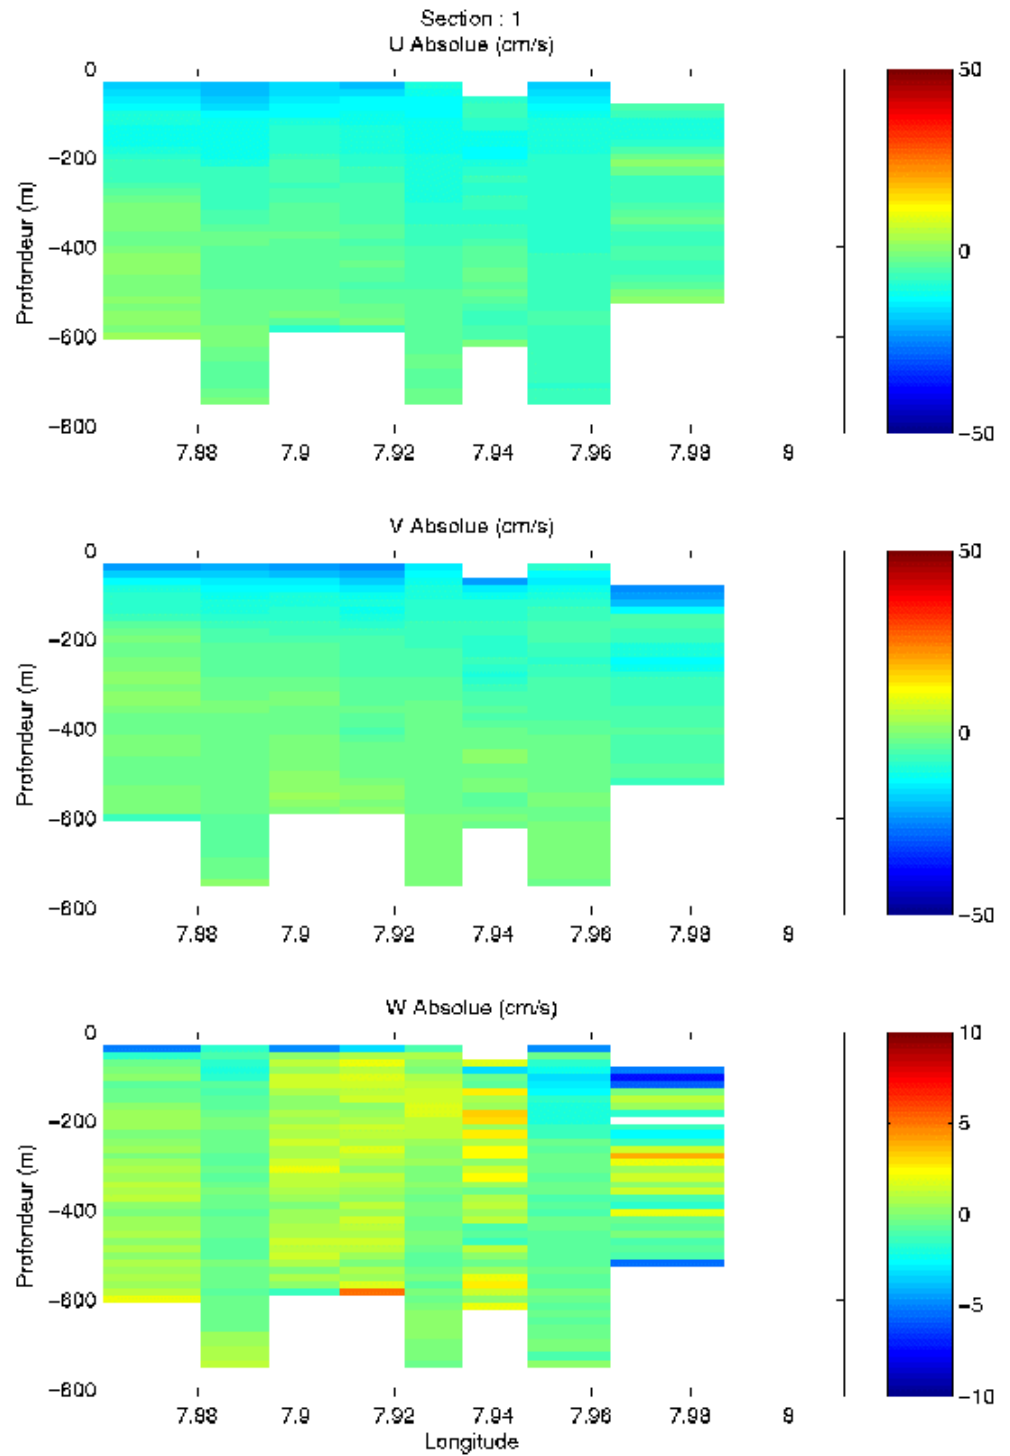 Section : 1
U Absolue (cm/s)
0
-200
-400
-600
-800
Profondeur (m)
7.88 7.9 7.92 7.94 7.96 7.98 8
50
0
-50
V Absolue (cm/s)
0
-200
-400
-600
-800
Profondeur (m)
7.88 7.9 7.92 7.94 7.96 7.98 8
50
0
-50
W Absolue (cm/s)
0
-200
-400
-600
-800
Profondeur (m)
7.88 7.9 7.92 7.94 7.96 7.98 8
Longitude
10
5
0
-5
-10